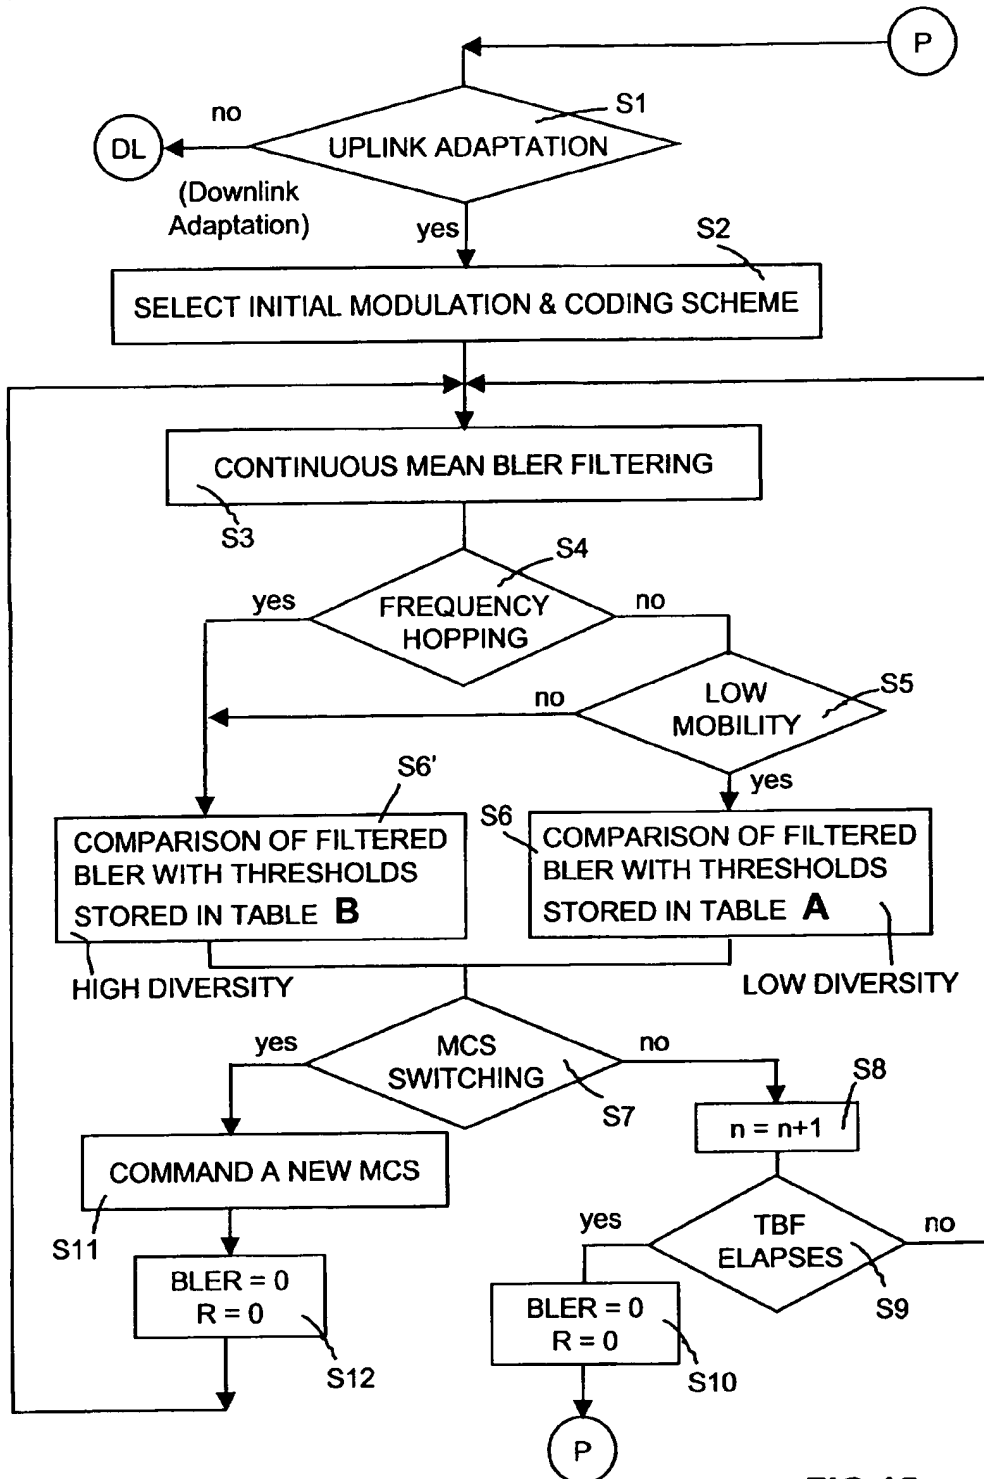 P
S1
no
UPLINK ADAPTATION
DL
(Downlink
Adaptation)
yes
S2
SELECT INITIAL MODULATION & CODING SCHEME
CONTINUOUS MEAN BLER FILTERING
S3
S4
yes
FREQUENCY
HOPPING
no
no
LOW
MOBILITY
S5
yes
S6'
COMPARISON OF FILTERED
BLER WITH THRESHOLDS
STORED IN TABLE B
S6
COMPARISON OF FILTERED
BLER WITH THRESHOLDS
STORED IN TABLE A
HIGH DIVERSITY
LOW DIVERSITY
yes
MCS
SWITCHING
no
S7
S8
n = n+1
COMMAND A NEW MCS
S11
yes
TBF
ELAPSES
no
S9
BLER = 0
R = 0
S12
BLER = 0
R = 0
S10
P